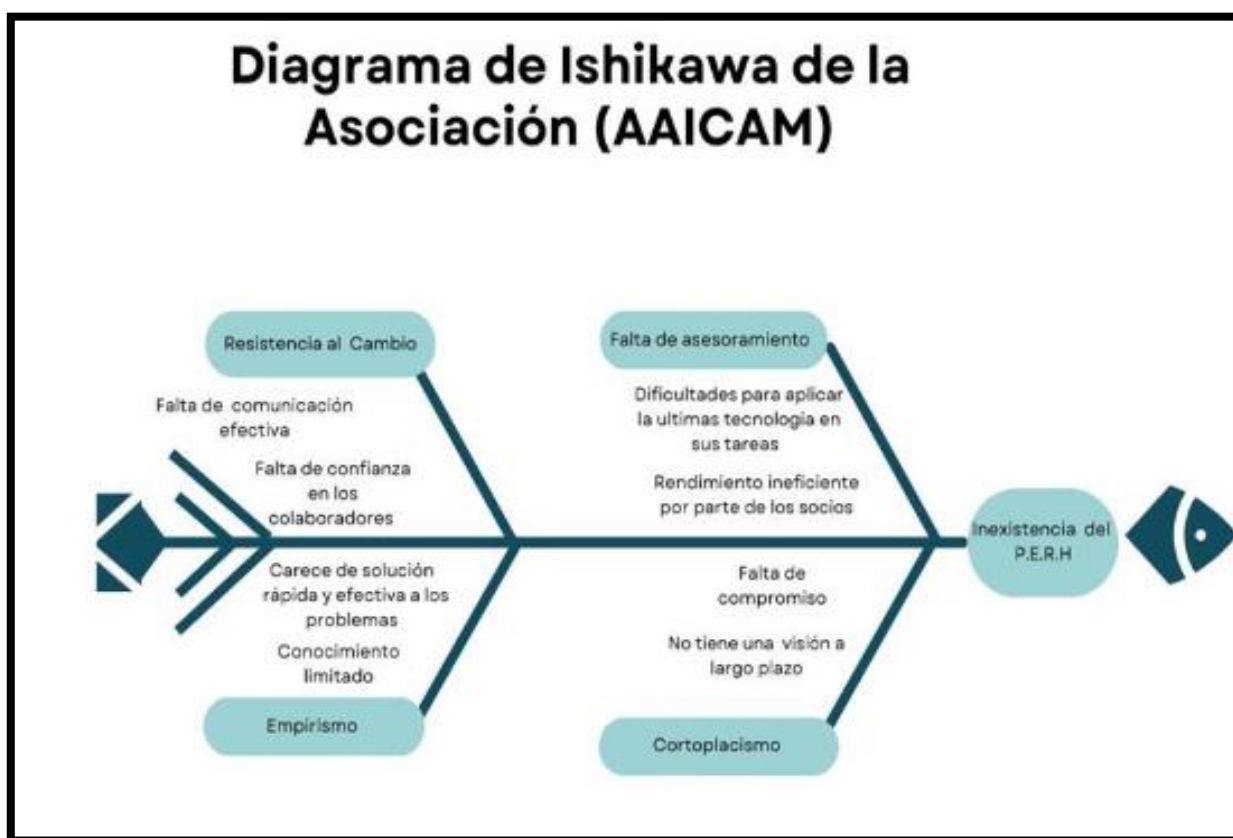 Diagrama de Ishikawa de la
Asociación (AAICAM)
Resistencia al Cambio
Falta de comunicación
efectiva
Falta de confianza
en los
colaboradores
Falta de asesoramiento
Dificultades para aplicar
la ultimas tecnología en
sus tareas
Rendimiento ineficiente
por parte de los socios
Inexistencia del
P.E.R.H
Carece de solución
rápida y efectiva a los
problemas
Conocimiento
limitado
Empirismo
Falta de
compromiso
No tiene una visión a
largo plazo
Cortoplacismo